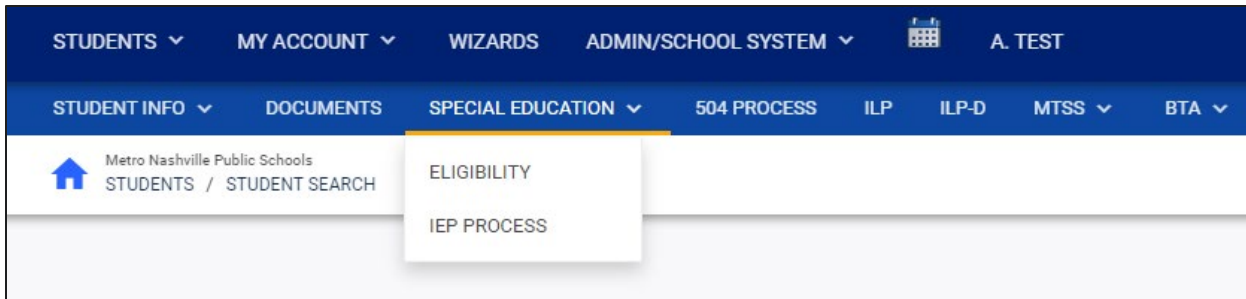 STUDENTS MY ACCOUNT WIZARDS ADMIN/SCHOOL SYSTEM A. TEST
STUDENT INFO DOCUMENTS SPECIAL EDUCATION 504 PROCESS ILP ILP-D MTSS BTA
Metro Nashville Public Schools
STUDENTS / STUDENT SEARCH
ELIGIBILITY
IEP PROCESS